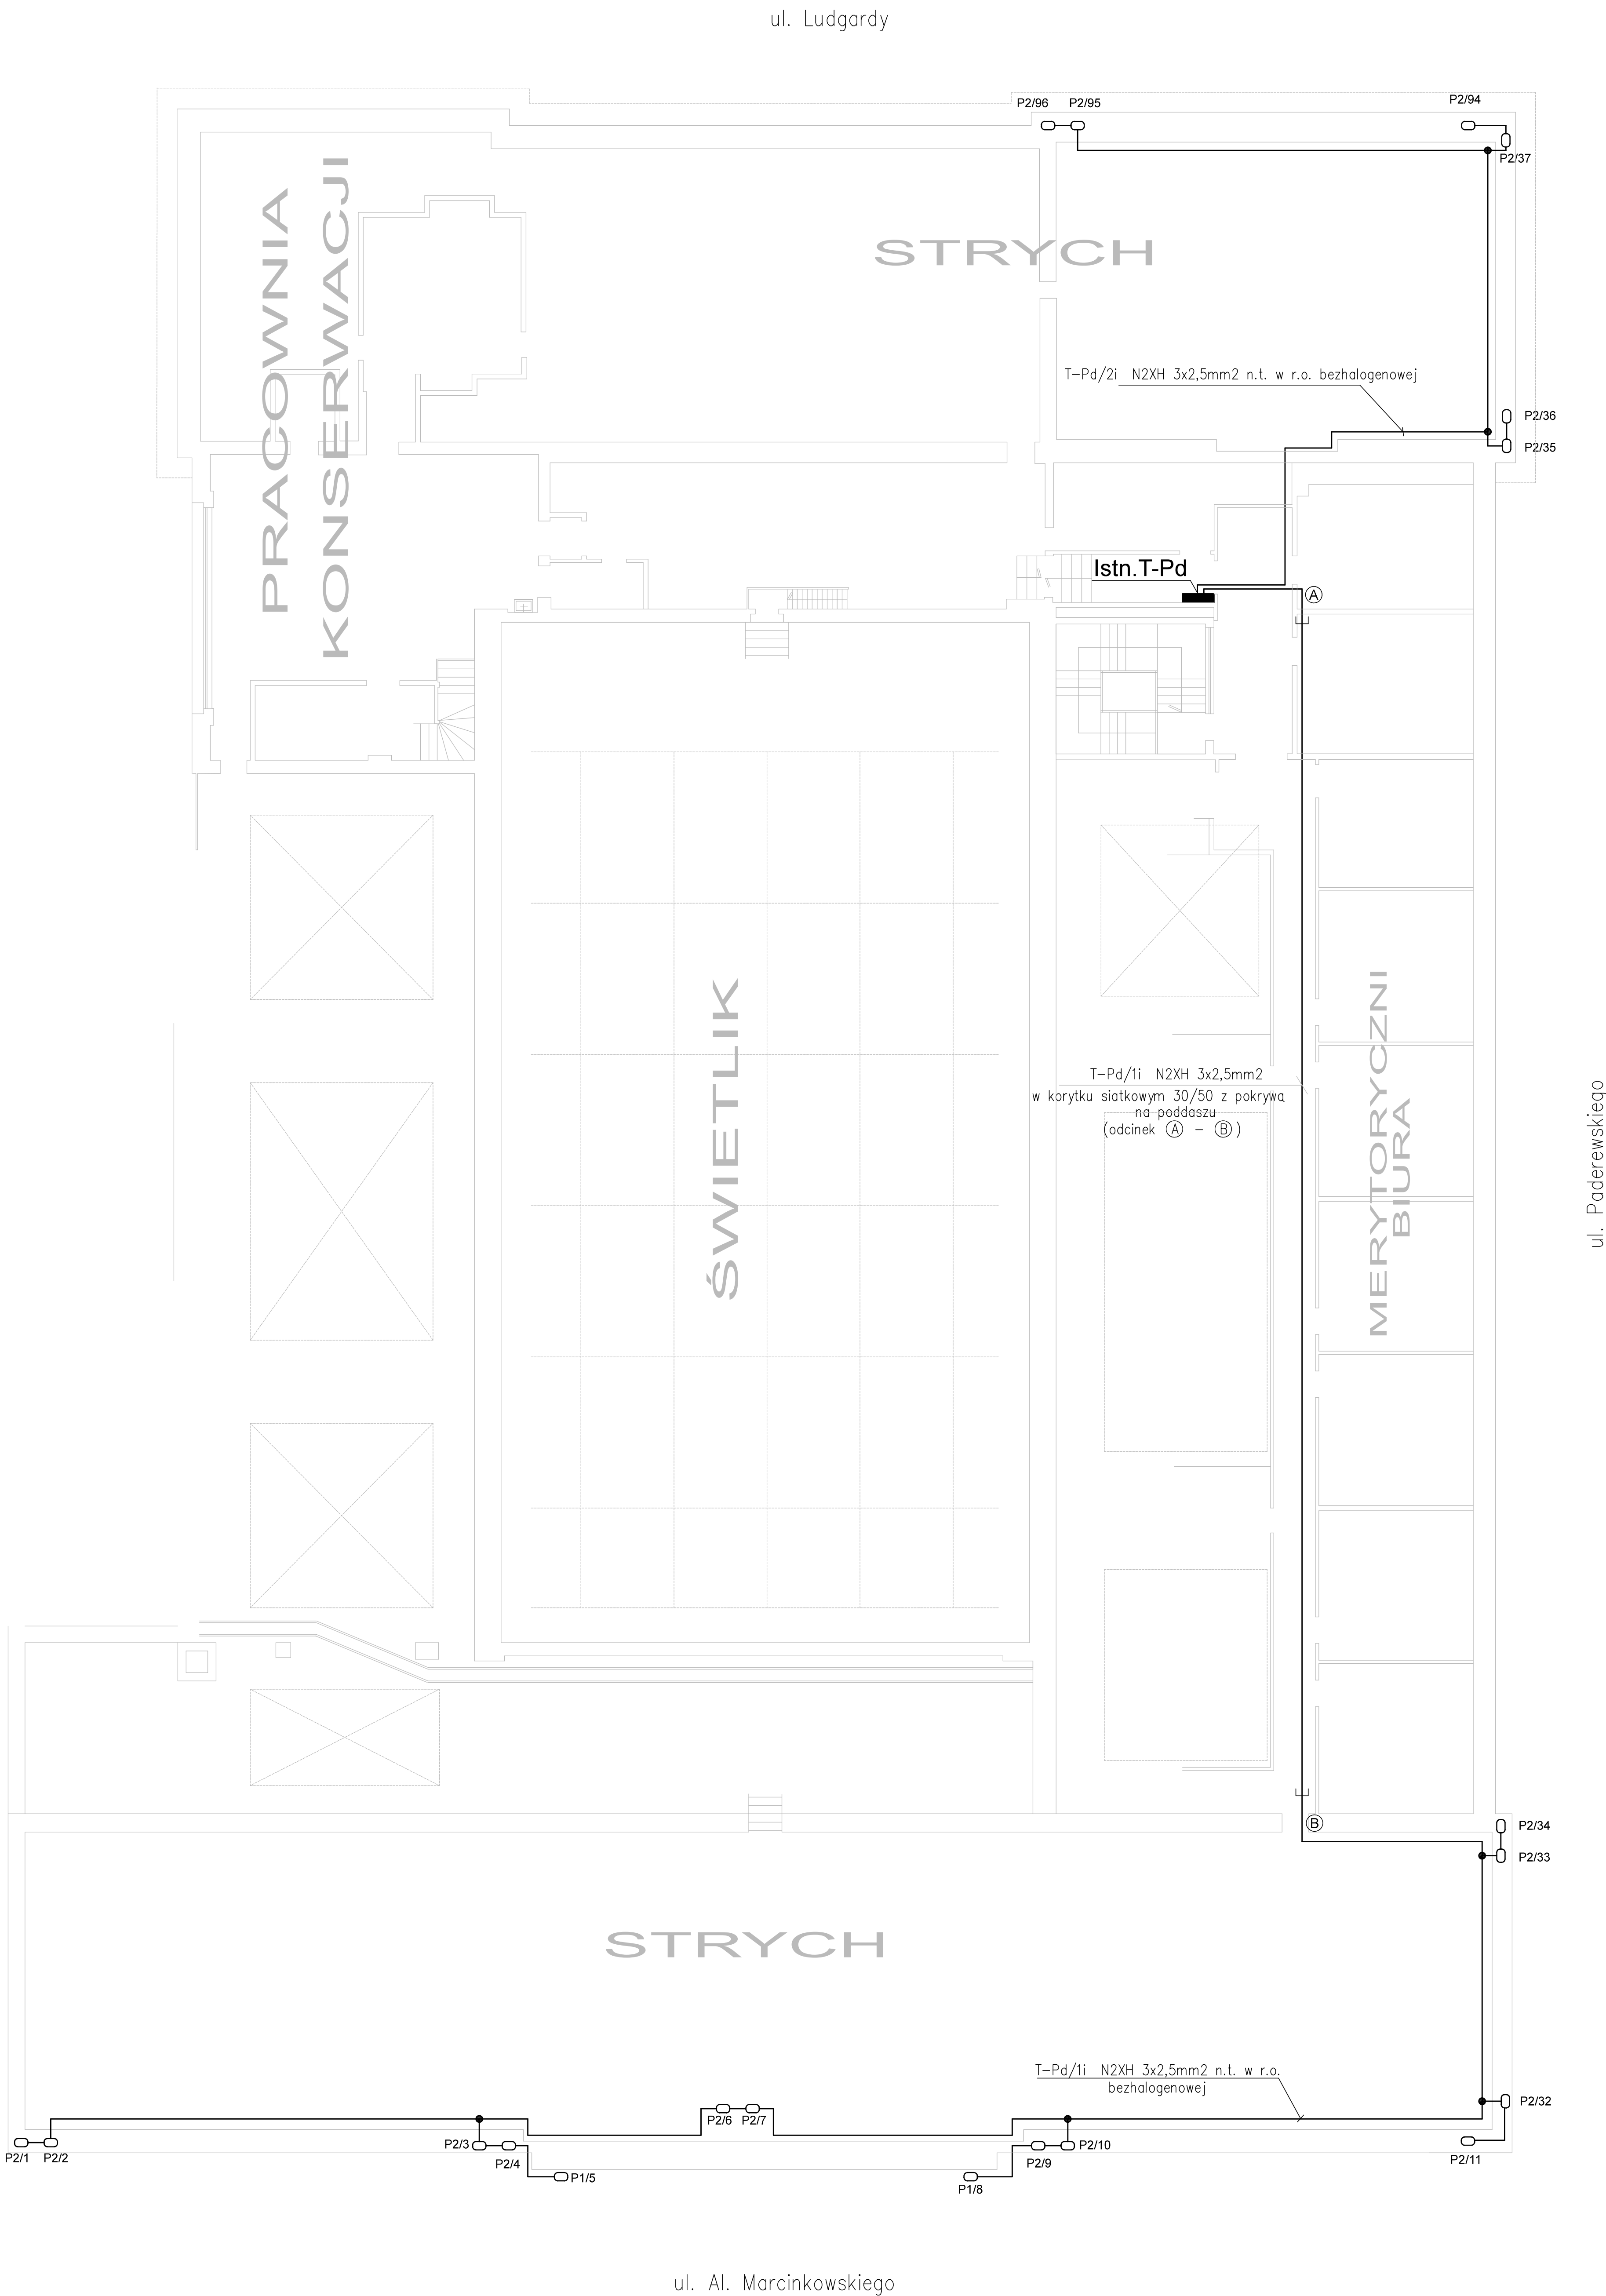 ul. Ludgardy
P2/96
P2/95
P2/94
P2/37
PRACOWNIA
KONSERWACJI
STRYCH
T-Pd/2i N2XH 3x2,5mm2 n.t. w r.o. bezhalogenowej
P2/36
P2/35
Istn.T-Pd
A
ŚWIETLIK
T-Pd/1i N2XH 3x2,5mm2
w korytku siatkowym 30/50 z pokrywą
na poddaszu
(odcinek A - B)
MERYTORYCZNI
BIURA
ul. Paderewskiego
B
P2/34
P2/33
STRYCH
T-Pd/1i N2XH 3x2,5mm2 n.t. w r.o.
bezhalogenowej
P2/32
P2/6
P2/7
P2/1
P2/2
P2/3
P2/4
P1/5
P1/8
P2/9
P2/10
P2/11
ul. Al. Marcinkowskiego